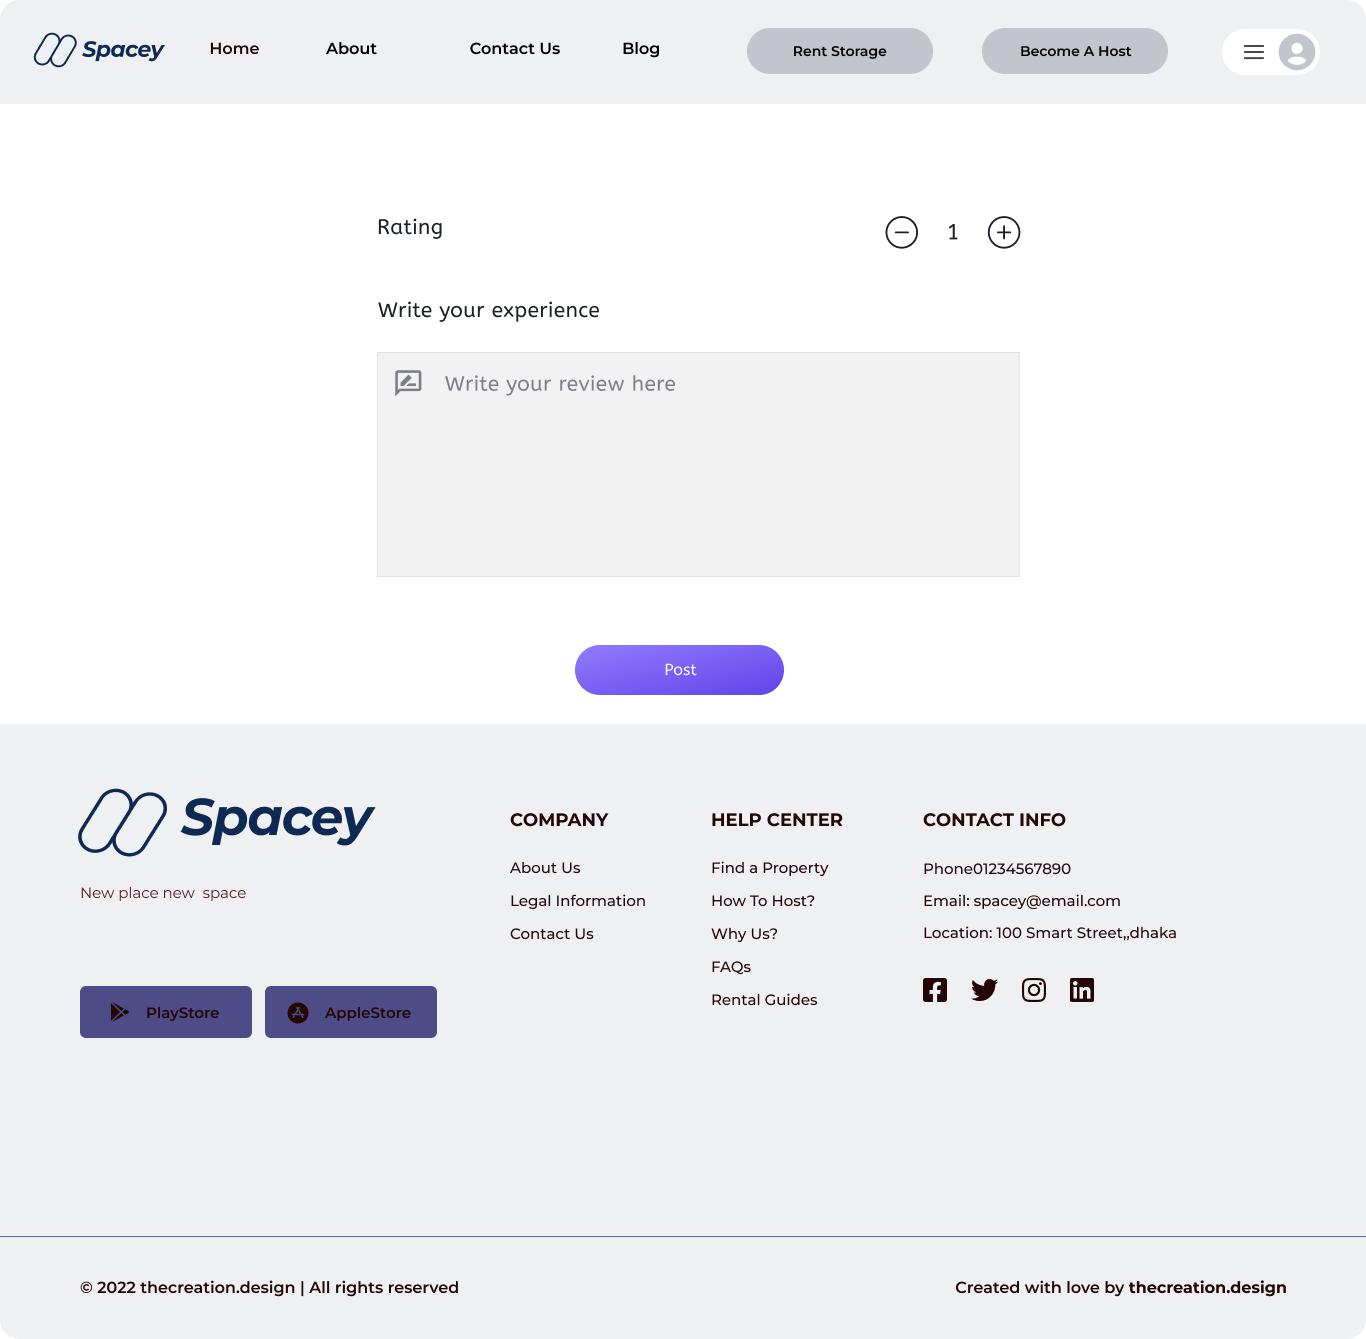 Spacey
Home About Contact Us Blog Rent Storage Become A Host
Rating 1
Write your experience
Write your review here
Post
Spacey
New place new  space
PlayStore AppleStore
COMPANY
About Us
Legal Information
Contact Us
HELP CENTER
Find a Property
How To Host?
Why Us?
FAQs
Rental Guides
CONTACT INFO
Phone01234567890
Email: spacey@email.com
Location: 100 Smart Street,,dhaka
© 2022 thecreation.design | All rights reserved
Created with love by thecreation.design